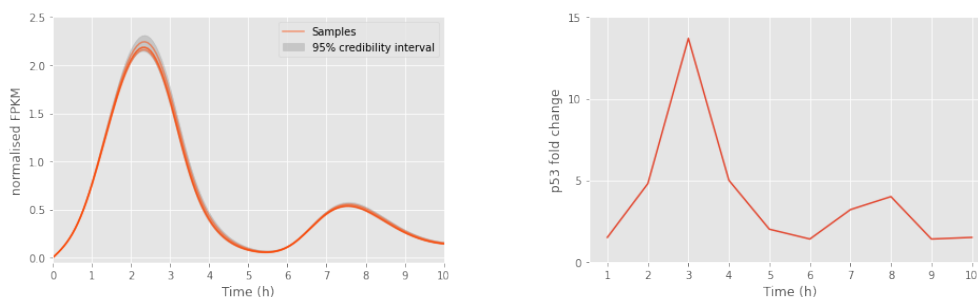 2.5
2.0
1.5
1.0
0.5
0.0
normalised FPKM
Samples
95% credibility interval
0 1 2 3 4 5 6 7 8 9 10
Time (h)
15
10
5
0
p53 fold change
1 2 3 4 5 6 7 8 9 10
Time (h)